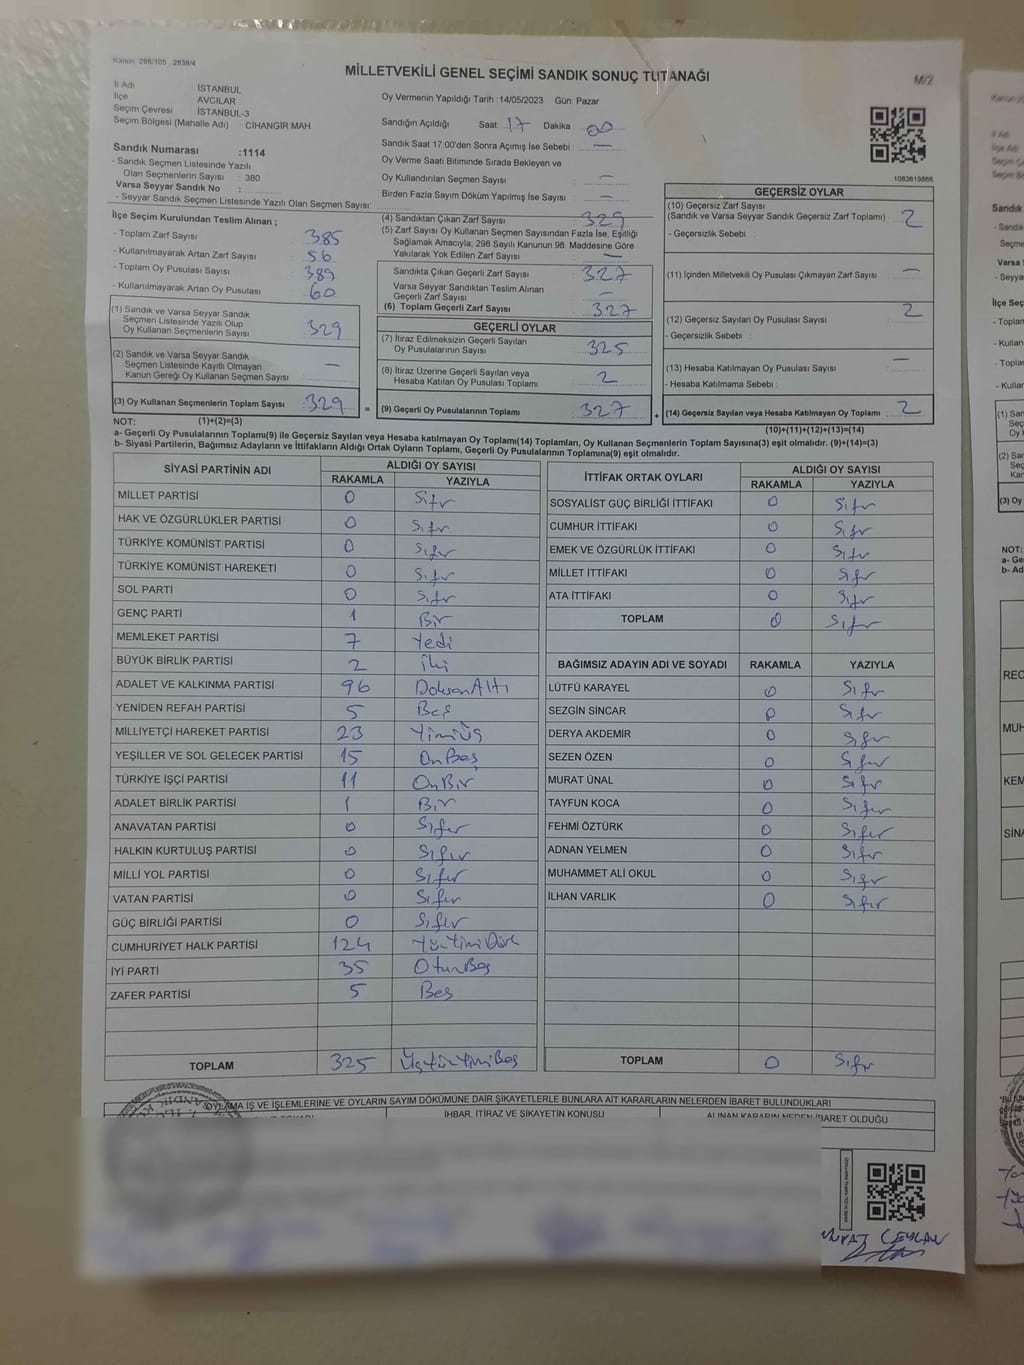 Kanun: 298/105 , 2839/4
MİLLETVEKİLİ GENEL SEÇİMİ SANDIK SONUÇ TUTANAĞI
M/2
İl Adı İSTANBUL
İlçe AVCILAR
Seçim Çevresi İSTANBUL-3
Seçim Bölgesi (Mahalle Adı) CİHANGİR MAH
Oy Vermenin Yapıldığı Tarih :14/05/2023 Gün: Pazar
Sandığın Açıldığı Saat: 17 Dakika : 00
Sandık Saat 17:00'den Sonra Açımış İse Sebebi : —
Oy Verme Saati Bitiminde Sırada Bekleyen ve
Oy Kullandırılan Seçmen Sayısı : —
Birden Fazla Sayım Döküm Yapılmış İse Sayısı : —
1083619866
Sandık Numarası :1114
- Sandık Seçmen Listesinde Yazılı
Olan Seçmenlerin Sayısı : 380
Varsa Seyyar Sandık No :
- Seyyar Sandık Seçmen Listesinde Yazılı Olan Seçmen Sayısı:
İlçe Seçim Kurulundan Teslim Alınan ;
- Toplam Zarf Sayısı : 385
- Kullanılmayarak Artan Zarf Sayısı : 56
- Toplam Oy Pusulası Sayısı : 389
- Kullanılmayarak Artan Oy Pusulası : 60
(1) Sandık ve Varsa Seyyar Sandık
Seçmen Listesinde Yazılı Olup
Oy Kullanan Seçmenlerin Sayısı : 329
(2) Sandık ve Varsa Seyyar Sandık
Seçmen Listesinde Kayıtlı Olmayan
Kanun Gereği Oy Kullanan Seçmen Sayısı : —
(3) Oy Kullanan Seçmenlerin Toplam Sayısı : 329
(4) Sandıktan Çıkan Zarf Sayısı : 329
(5) Zarf Sayısı Oy Kullanan Seçmen Sayısından Fazla İse, Eşitliği
Sağlamak Amacıyla; 298 Sayılı Kanunun 98. Maddesine Göre
Yakılarak Yok Edilen Zarf Sayısı : —
Sandıkta Çıkan Geçerli Zarf Sayısı : 327
Varsa Seyyar Sandıktan Teslim Alınan
Geçerli Zarf Sayısı : —
(6) Toplam Geçerli Zarf Sayısı : 327
GEÇERLİ OYLAR
(7) İtiraz Edilmeksizin Geçerli Sayılan
Oy Pusulalarının Sayısı : 325
(8) İtiraz Üzerine Geçerli Sayılan veya
Hesaba Katılan Oy Pusulası Toplamı : 2
= (9) Geçerli Oy Pusulalarının Toplamı : 327
GEÇERSİZ OYLAR
(10) Geçersiz Zarf Sayısı
(Sandık ve Varsa Seyyar Sandık Geçersiz Zarf Toplamı) : 2
- Geçersizlik Sebebi :
(11) İçinden Milletvekili Oy Pusulası Çıkmayan Zarf Sayısı : —
(12) Geçersiz Sayılan Oy Pusulası Sayısı : 2
- Geçersizlik Sebebi :
(13) Hesaba Katılmayan Oy Pusulası Sayısı : —
- Hesaba Katılmama Sebebi :
+ (14) Geçersiz Sayılan veya Hesaba Katılmayan Oy Toplamı : 2
NOT: (1)+(2)=(3) (10)+(11)+(12)+(13)=(14)
a- Geçerli Oy Pusulalarının Toplamı(9) ile Geçersiz Sayılan veya Hesaba katılmayan Oy Toplamı(14) Toplamları, Oy Kullanan Seçmenlerin Toplam Sayısına(3) eşit olmalıdır. (9)+(14)=(3)
b- Siyasi Partilerin, Bağımsız Adayların ve İttifakların Aldığı Ortak Oyların Toplamı, Geçerli Oy Pusulalarının Toplamına(9) eşit olmalıdır.
SİYASİ PARTİNİN ADI ALDIĞI OY SAYISI
RAKAMLA YAZIYLA
MİLLET PARTİSİ 0 Sıfır
HAK VE ÖZGÜRLÜKLER PARTİSİ 0 Sıfır
TÜRKİYE KOMÜNİST PARTİSİ 0 Sıfır
TÜRKİYE KOMÜNİST HAREKETİ 0 Sıfır
SOL PARTİ 0 Sıfır
GENÇ PARTİ 1 Bir
MEMLEKET PARTİSİ 7 Yedi
BÜYÜK BİRLİK PARTİSİ 2 İki
ADALET VE KALKINMA PARTİSİ 96 DoksanAltı
YENİDEN REFAH PARTİSİ 5 Beş
MİLLİYETÇİ HAREKET PARTİSİ 23 YirmiÜç
YEŞİLLER VE SOL GELECEK PARTİSİ 15 OnBeş
TÜRKİYE İŞÇİ PARTİSİ 11 OnBir
ADALET BİRLİK PARTİSİ 1 Bir
ANAVATAN PARTİSİ 0 Sıfır
HALKIN KURTULUŞ PARTİSİ 0 Sıfır
MİLLİ YOL PARTİSİ 0 Sıfır
VATAN PARTİSİ 0 Sıfır
GÜÇ BİRLİĞİ PARTİSİ 0 Sıfır
CUMHURİYET HALK PARTİSİ 124 YüzYirmiDört
İYİ PARTİ 35 OtuzBeş
ZAFER PARTİSİ 5 Beş
TOPLAM 325 ÜçYüzYirmiBeş
İTTİFAK ORTAK OYLARI ALDIĞI OY SAYISI
RAKAMLA YAZIYLA
SOSYALİST GÜÇ BİRLİĞİ İTTİFAKI 0 Sıfır
CUMHUR İTTİFAKI 0 Sıfır
EMEK VE ÖZGÜRLÜK İTTİFAKI 0 Sıfır
MİLLET İTTİFAKI 0 Sıfır
ATA İTTİFAKI 0 Sıfır
TOPLAM 0 Sıfır
BAĞIMSIZ ADAYIN ADI VE SOYADI RAKAMLA YAZIYLA
LÜTFÜ KARAYEL 0 Sıfır
SEZGİN SİNCAR 0 Sıfır
DERYA AKDEMİR 0 Sıfır
SEZEN ÖZEN 0 Sıfır
MURAT ÜNAL 0 Sıfır
TAYFUN KOCA 0 Sıfır
FEHMİ ÖZTÜRK 0 Sıfır
ADNAN YELMEN 0 Sıfır
MUHAMMET ALİ OKUL 0 Sıfır
İLHAN VARLIK 0 Sıfır
TOPLAM 0 Sıfır
OYLAMA İŞ VE İŞLEMLERİNE VE OYLARIN SAYIM DÖKÜMÜNE DAİR ŞİKAYETLERLE BUNLARA AİT KARARLARIN NELERDEN İBARET BULUNDUKLARI
İHBAR, İTİRAZ VE ŞİKAYETİN KONUSU
ALINAN KARARIN NEDEN İBARET OLDUĞU
CEYLAN